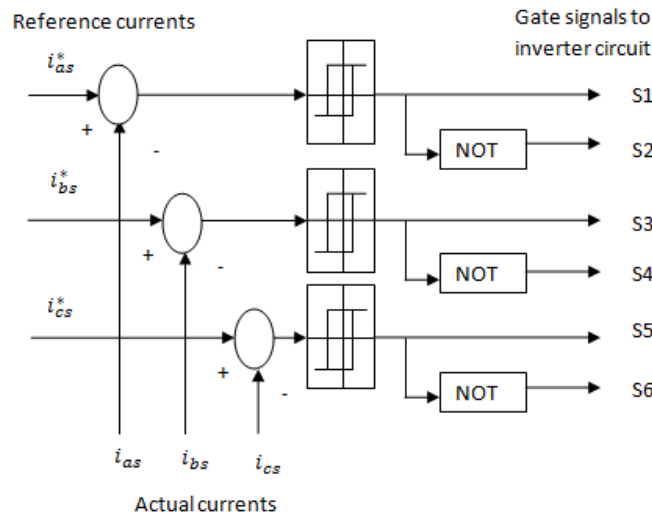 Reference currents
Gate signals to
inverter circuit
i*as
+
-
S1
NOT
S2
i*bs
+
-
S3
NOT
S4
i*cs
+
-
S5
NOT
S6
ias
ibs
ics
Actual currents